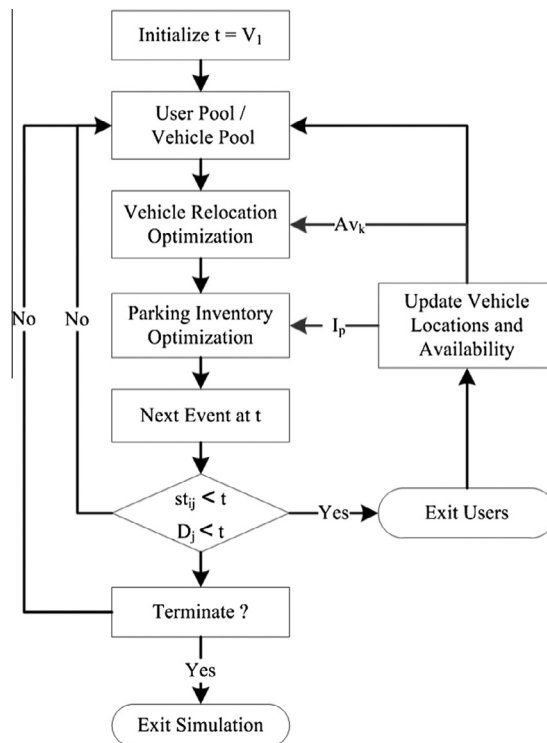 Initialize t = V₁
User Pool /
Vehicle Pool
Vehicle Relocation
Optimization
Avₖ
Parking Inventory
Optimization
Iₚ
Update Vehicle
Locations and
Availability
No
No
Next Event at t
stᵢⱼ < t
Dⱼ < t
Yes
Exit Users
Terminate ?
Yes
Exit Simulation